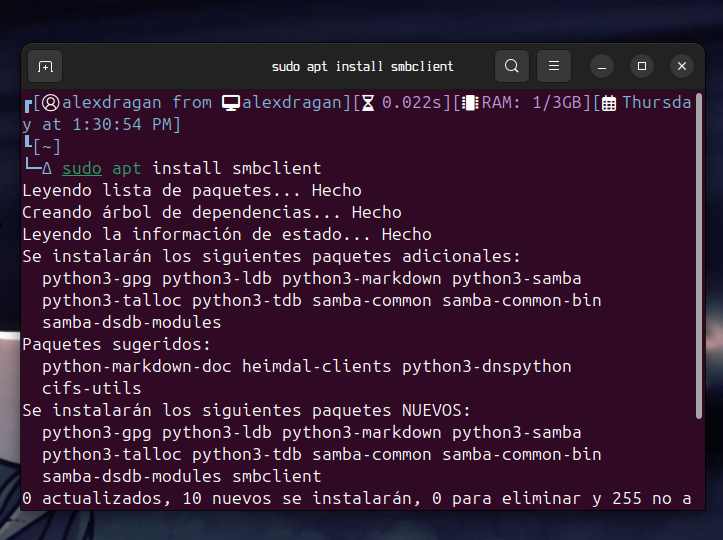 sudo apt install smbclient
┏[alexdragan from alexdragan][0.022s][RAM: 1/3GB][Thursda
y at 1:30:54 PM]
┗[~]
└─Δ sudo apt install smbclient
Leyendo lista de paquetes... Hecho
Creando árbol de dependencias... Hecho
Leyendo la información de estado... Hecho
Se instalarán los siguientes paquetes adicionales:
python3-gpg python3-ldb python3-markdown python3-samba
python3-talloc python3-tdb samba-common samba-common-bin
samba-dsdb-modules
Paquetes sugeridos:
python-markdown-doc heimdal-clients python3-dnspython
cifs-utils
Se instalarán los siguientes paquetes NUEVOS:
python3-gpg python3-ldb python3-markdown python3-samba
python3-talloc python3-tdb samba-common samba-common-bin
samba-dsdb-modules smbclient
0 actualizados, 10 nuevos se instalarán, 0 para eliminar y 255 no a